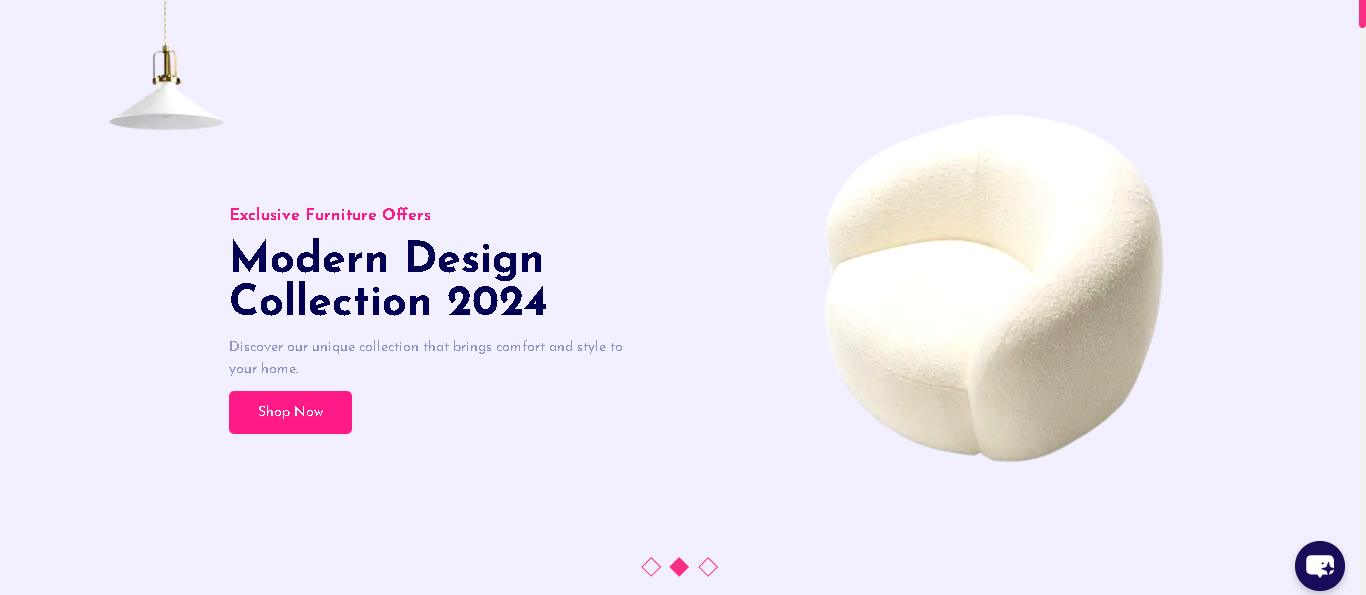 Exclusive Furniture Offers
Modern Design
Collection 2024
Discover our unique collection that brings comfort and style to
your home.
Shop Now